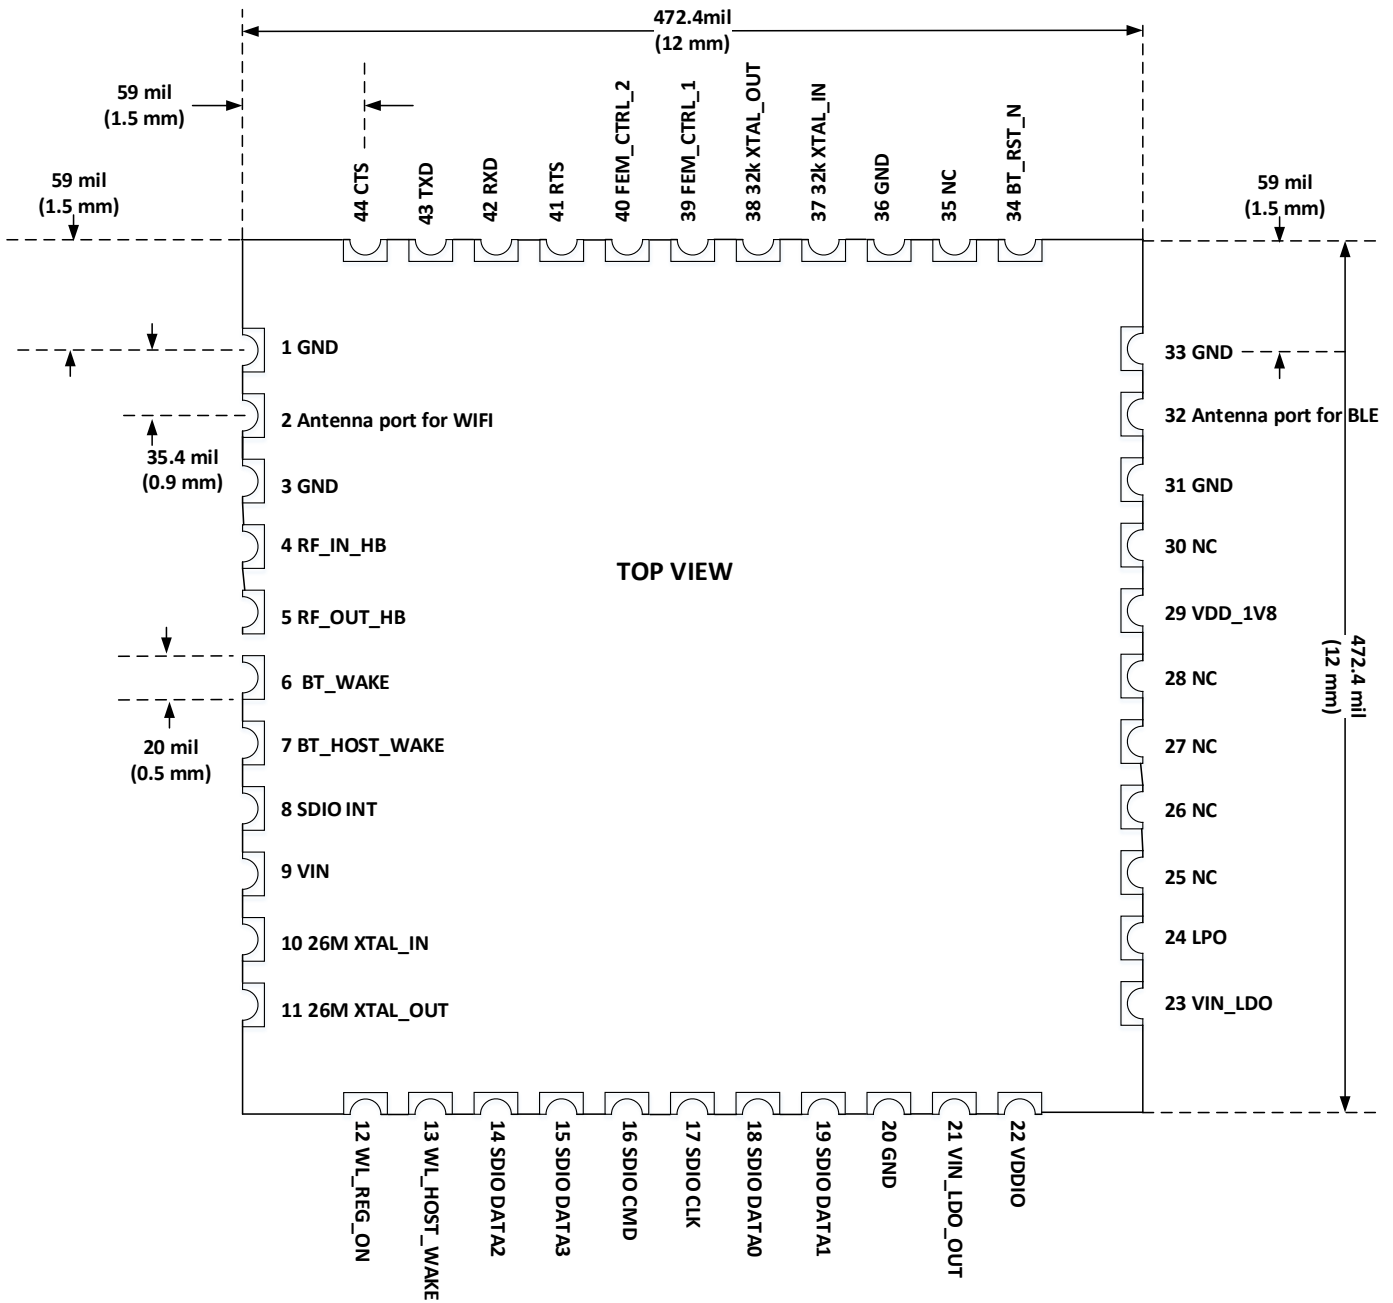 472.4mil
(12 mm)
59 mil
(1.5 mm)
59 mil
(1.5 mm)
59 mil
(1.5 mm)
44 CTS
43 TXD
42 RXD
41 RTS
40 FEM_CTRL_2
39 FEM_CTRL_1
38 32k XTAL_OUT
37 32k XTAL_IN
36 GND
35 NC
34 BT_RST_N
1 GND
2 Antenna port for WIFI
35.4 mil
(0.9 mm)
3 GND
4 RF_IN_HB
5 RF_OUT_HB
6 BT_WAKE
20 mil
(0.5 mm)
7 BT_HOST_WAKE
8 SDIO INT
9 VIN
10 26M XTAL_IN
11 26M XTAL_OUT
TOP VIEW
33 GND
32 Antenna port for BLE
31 GND
30 NC
29 VDD_1V8
28 NC
27 NC
26 NC
25 NC
24 LPO
23 VIN_LDO
472.4 mil
(12 mm)
12 WL_REG_ON
13 WL_HOST_WAKE
14 SDIO DATA2
15 SDIO DATA3
16 SDIO CMD
17 SDIO CLK
18 SDIO DATA0
19 SDIO DATA1
20 GND
21 VIN_LDO_OUT
22 VDDIO